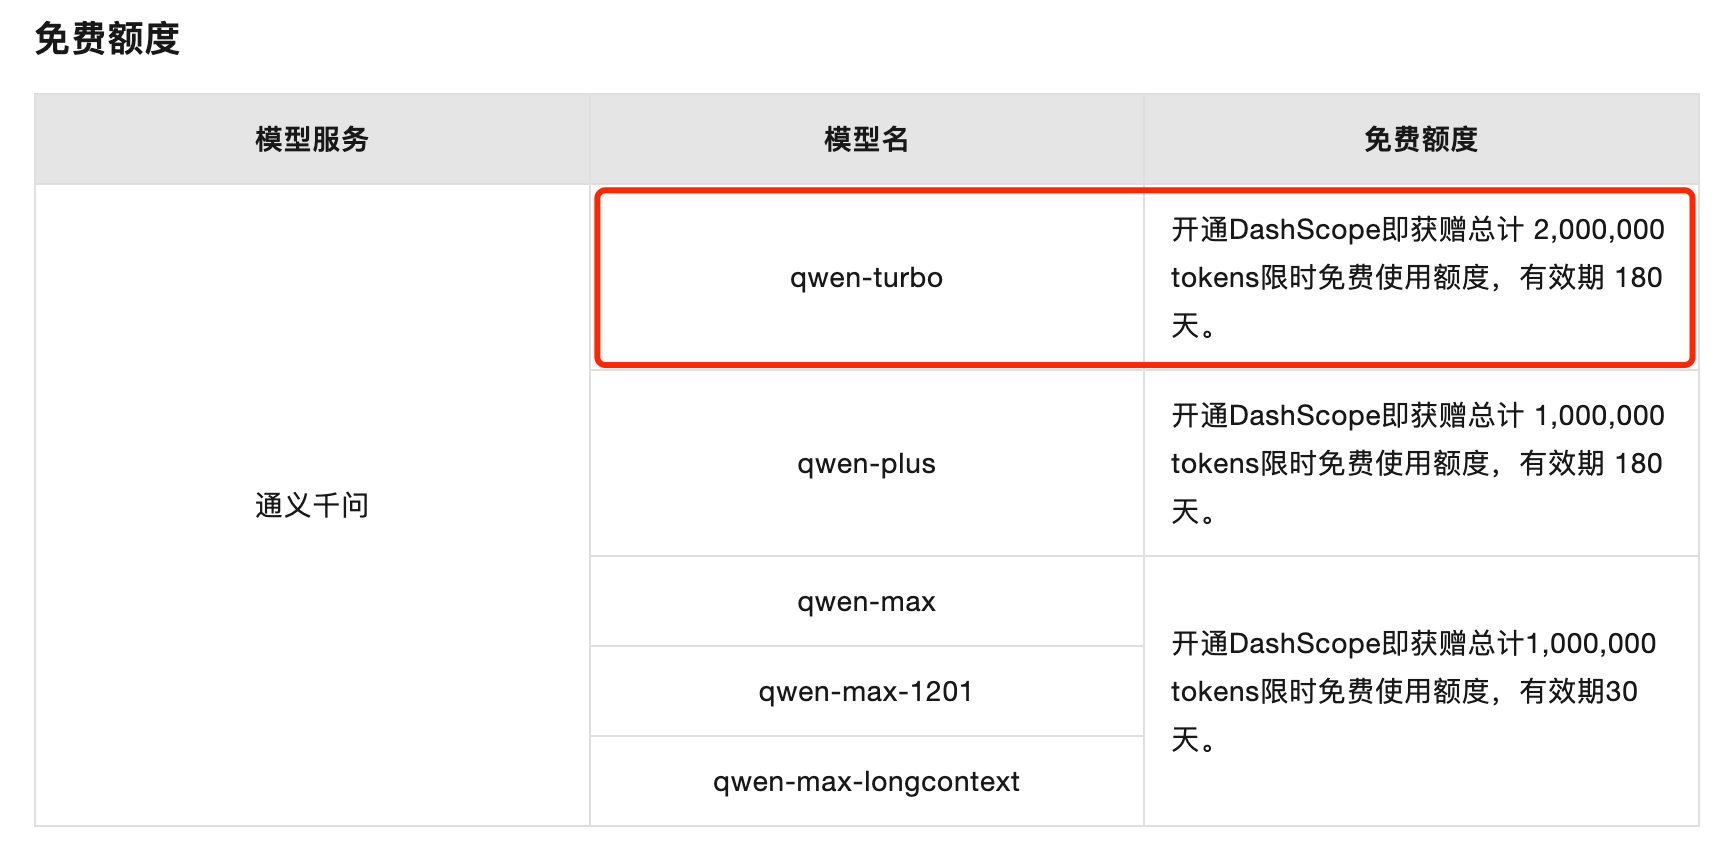 免费额度
模型服务
模型名
免费额度
通义千问
qwen-turbo
开通DashScope即获赠总计 2,000,000
tokens限时免费使用额度，有效期 180
天。
qwen-plus
开通DashScope即获赠总计 1,000,000
tokens限时免费使用额度，有效期 180
天。
qwen-max
qwen-max-1201
qwen-max-longcontext
开通DashScope即获赠总计1,000,000
tokens限时免费使用额度，有效期30
天。